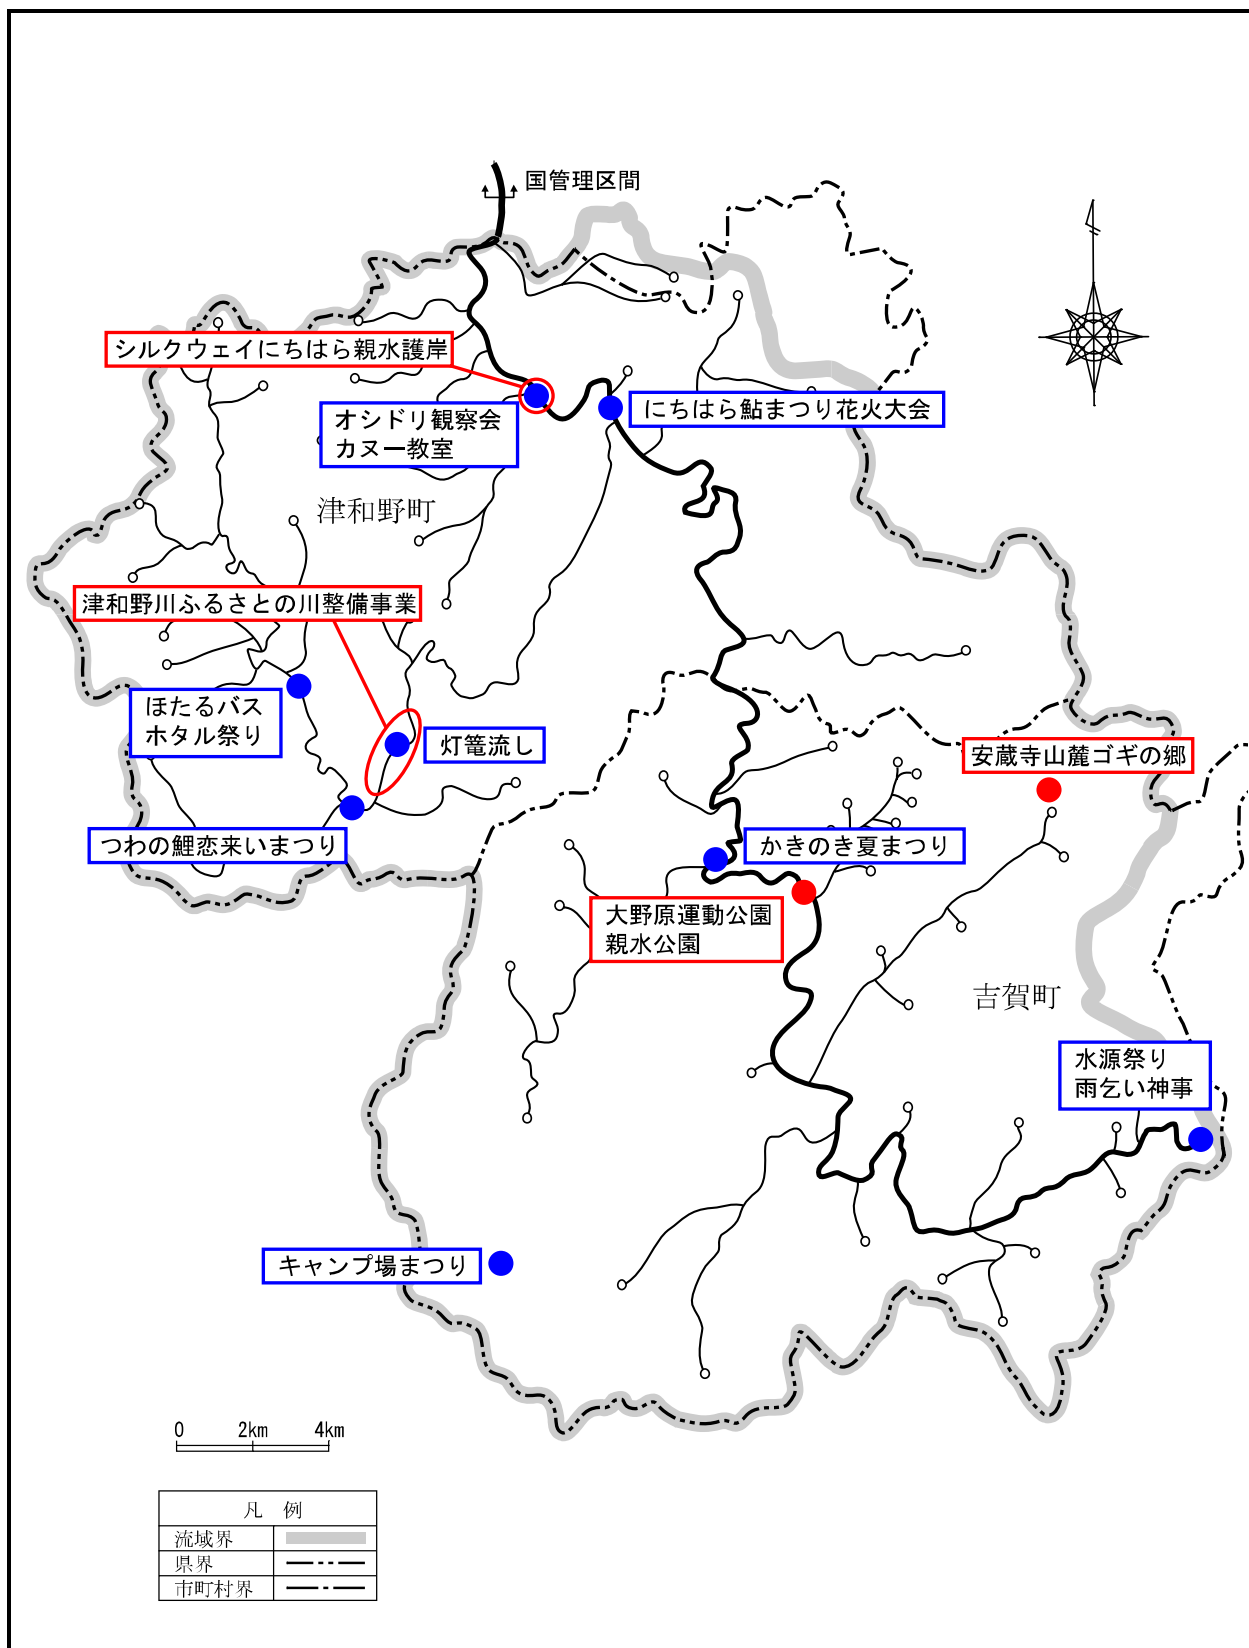 国管理区間
シルクウェイにちはら親水護岸
オシドリ観察会
カヌー教室
にちはら鮎まつり花火大会
津和野町
津和野川ふるさとの川整備事業
ほたるバス
ホタル祭り
灯篭流し
安蔵寺山麓ゴギの郷
つわの鯉恋来いまつり
かきのき夏まつり
大野原運動公園
親水公園
吉賀町
水源祭り
雨乞い神事
キャンプ場まつり
0 2km 4km
凡 例
流域界
県界
市町村界